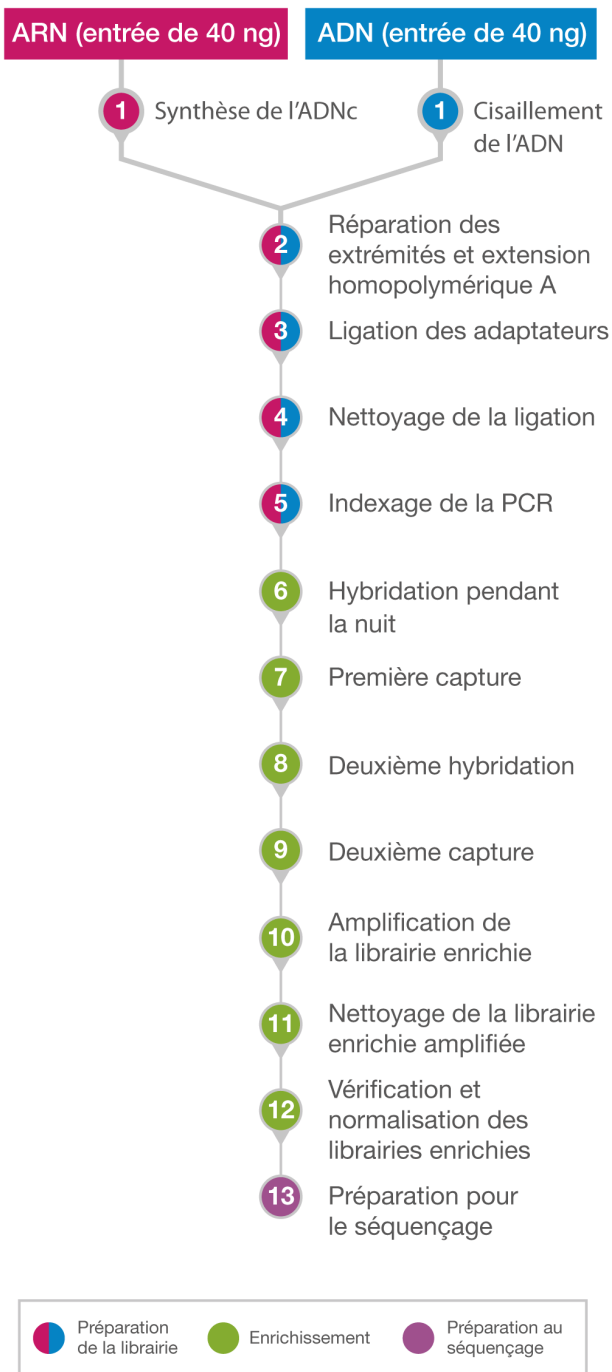 ARN (entrée de 40 ng)
ADN (entrée de 40 ng)
1
Synthèse de l’ADNc
1
Cisaillement
de l’ADN
2
Réparation des
extrémités et extension
homopolymérique A
3
Ligation des adaptateurs
4
Nettoyage de la ligation
5
Indexage de la PCR
6
Hybridation pendant
la nuit
7
Première capture
8
Deuxième hybridation
9
Deuxième capture
10
Amplification de
la librairie enrichie
11
Nettoyage de la librairie
enrichie amplifiée
12
Vérification et
normalisation des
librairies enrichies
13
Préparation pour
le séquençage
Préparation
de la librairie
Enrichissement
Préparation au
séquençage